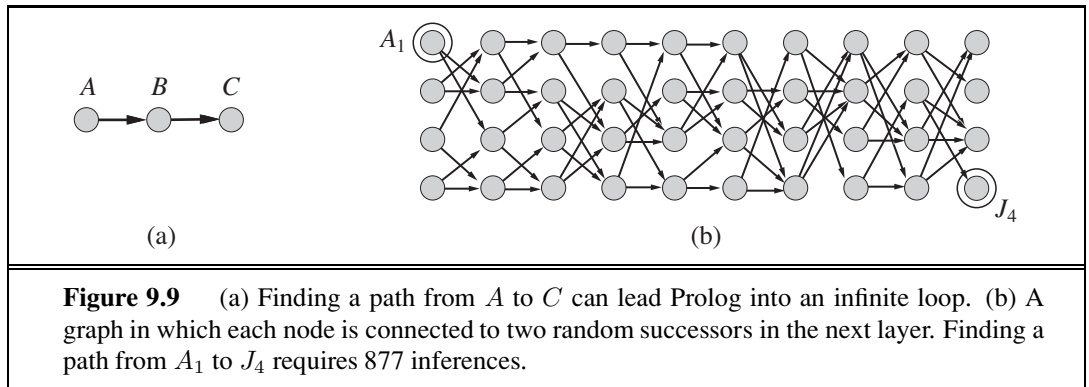 A₁
A B C
J₄
(a) (b)
Figure 9.9 (a) Finding a path from A to C can lead Prolog into an infinite loop. (b) A
graph in which each node is connected to two random successors in the next layer. Finding a
path from A₁ to J₄ requires 877 inferences.